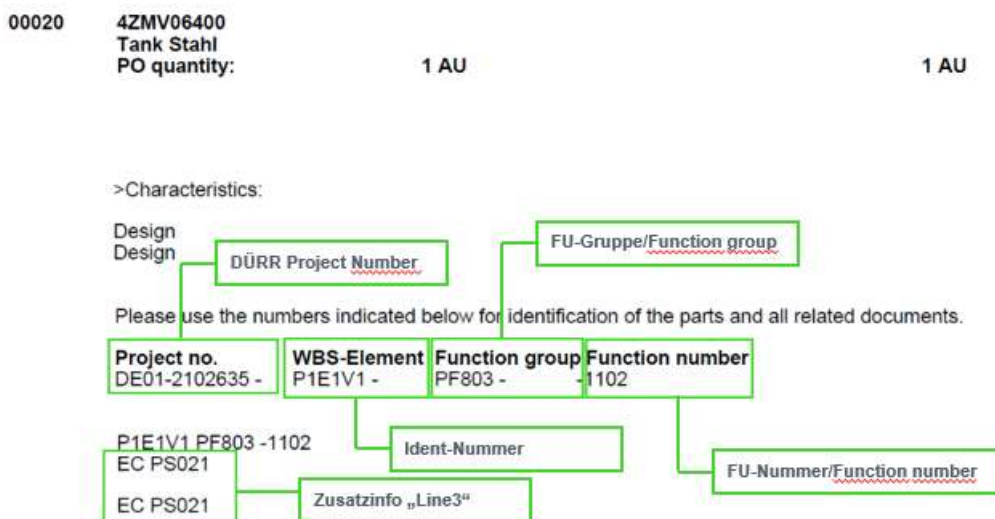 00020 4ZMV06400
Tank Stahl
PO quantity: 1 AU 1 AU
>Characteristics:
Design
Design
DÜRR Project Number
FU-Gruppe/Function group
Please use the numbers indicated below for identification of the parts and all related documents.
Project no. WBS-Element Function group Function number
DE01-2102635 - P1E1V1 - PF803 - -1102
P1E1V1 PF803 -1102
EC PS021
Ident-Nummer
FU-Nummer/Function number
EC PS021
Zusatzinfo „Line3“